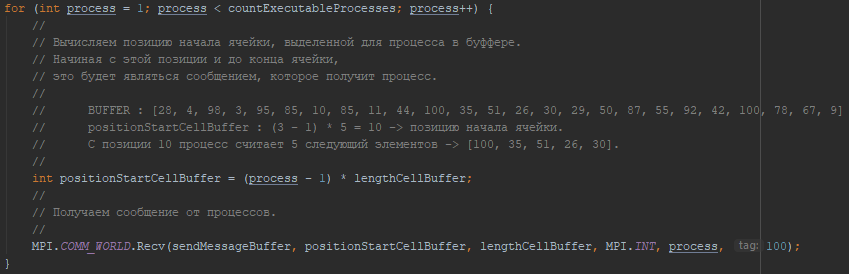 for (int process = 1; process < countExecutableProcesses; process++) {
//
// Вычисляем позицию начала ячейки, выделенной для процесса в буффере.
// Начиная с этой позиции и до конца ячейки,
// это будет являться сообщением, которое получит процесс.
//
// BUFFER : [28, 4, 98, 3, 95, 85, 10, 85, 11, 44, 100, 35, 51, 26, 30, 29, 50, 87, 55, 92, 42, 100, 78, 67, 9]
// positionStartCellBuffer : (3 - 1) * 5 = 10 -> позицию начала ячейки.
// С позиции 10 процесс считает 5 следующий элементов -> [100, 35, 51, 26, 30].
//
int positionStartCellBuffer = (process - 1) * lengthCellBuffer;
//
// Получаем сообщение от процессов.
//
MPI.COMM_WORLD.Recv(sendMessageBuffer, positionStartCellBuffer, lengthCellBuffer, MPI.INT, process, tag: 100);
}